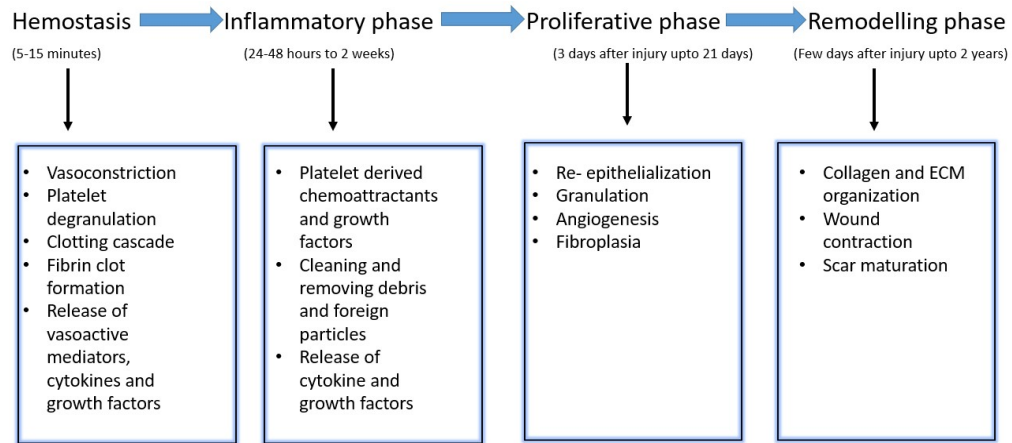 Hemostasis
(5-15 minutes)
• Vasoconstriction
• Platelet
degranulation
• Clotting cascade
• Fibrin clot
formation
• Release of
vasoactive
mediators,
cytokines and
growth factors
Inflammatory phase
(24-48 hours to 2 weeks)
• Platelet derived
chemoattractants
and growth
factors
• Cleaning and
removing debris
and foreign
particles
• Release of
cytokine and
growth factors
Proliferative phase
(3 days after injury upto 21 days)
• Re- epithelialization
• Granulation
• Angiogenesis
• Fibroplasia
Remodelling phase
(Few days after injury upto 2 years)
• Collagen and ECM
organization
• Wound
contraction
• Scar maturation